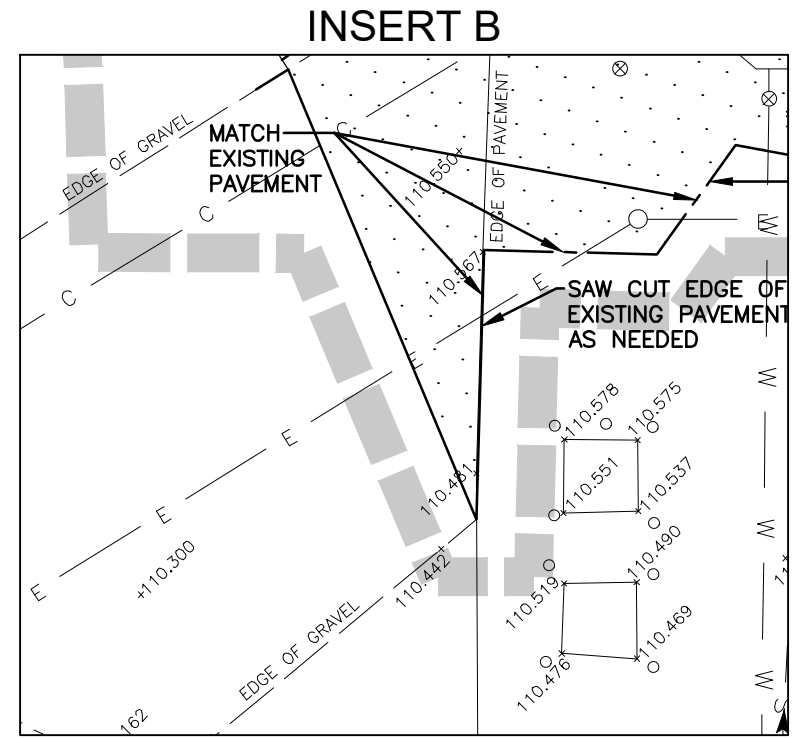 INSERT B
EDGE OF GRAVEL
MATCH
EXISTING
PAVEMENT
C
C
C
110.550+
EDGE OF PAVEMENT
110.567
E
W
SAW CUT EDGE OF
EXISTING PAVEMENT
AS NEEDED
E
W
110.578
110.575
E
110.551
110.537
110.481
E
W
110.490
+110.300
110.442
E
110.519
110.469
EDGE OF GRAVEL
110.476
W
162